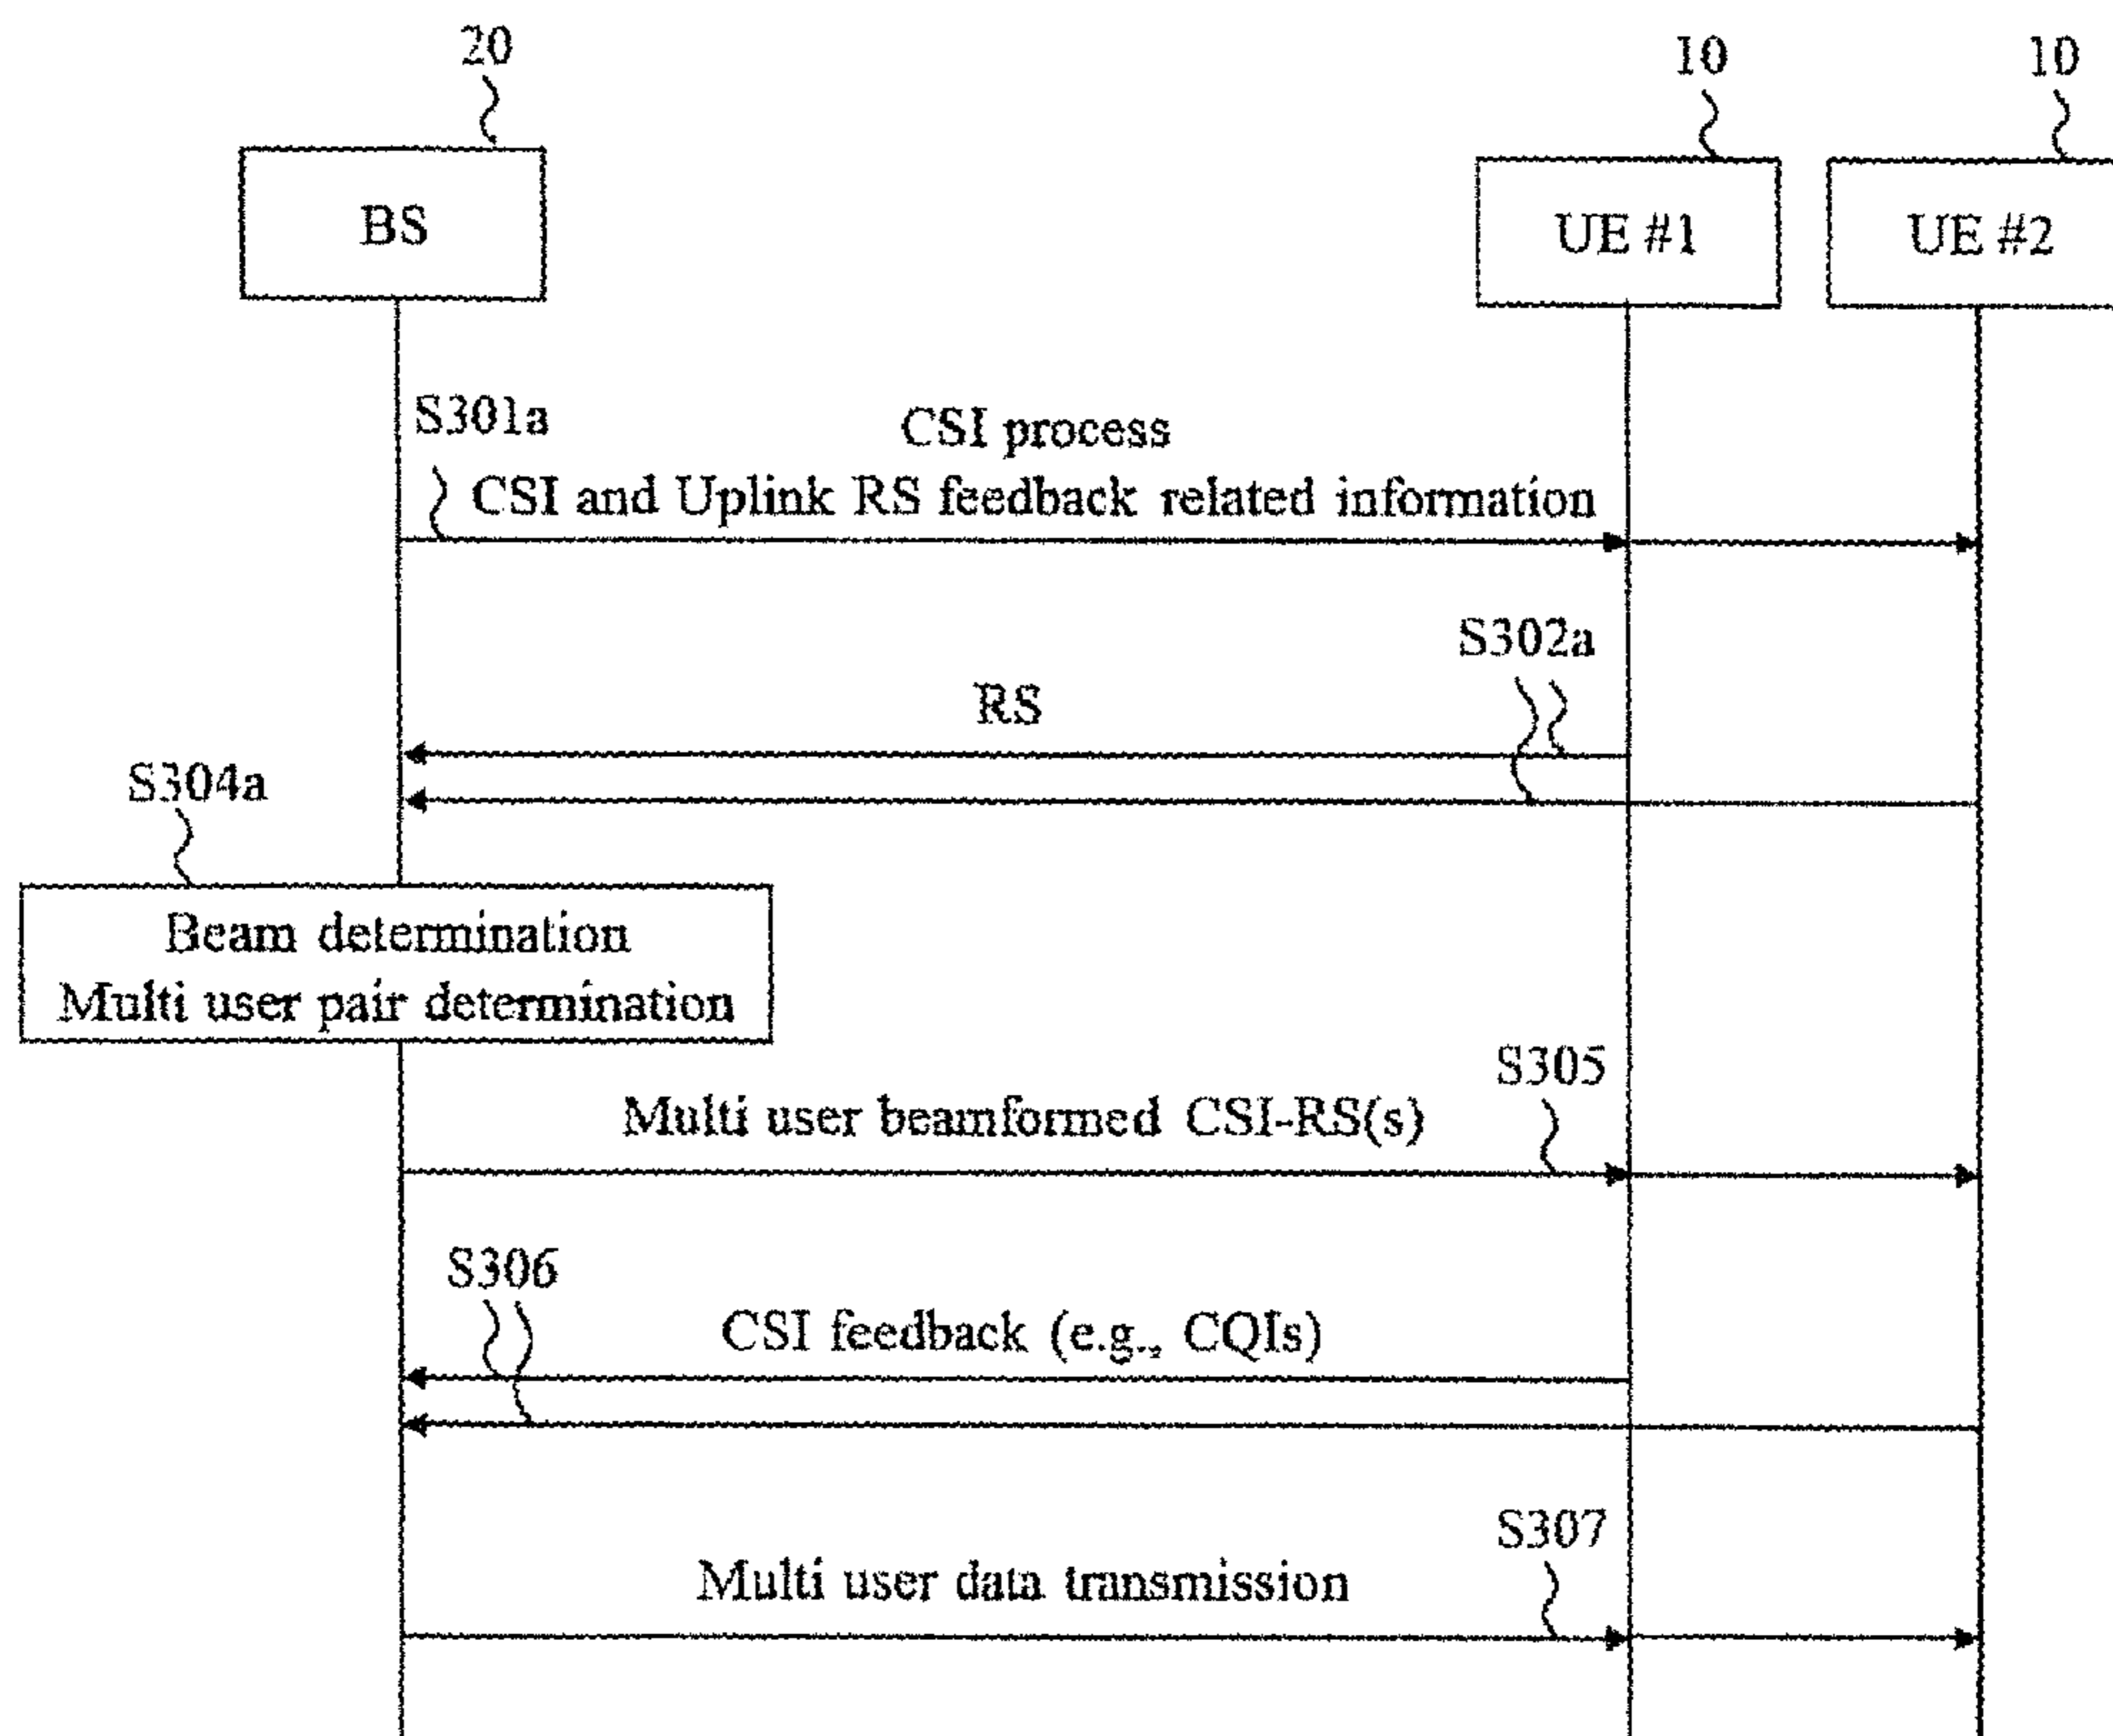 20
10
10
BS
UE #1
UE #2
S301a
CSI process
CSI and Uplink RS feedback related information
S302a
RS
S304a
Beam determination
Multi user pair determination
S305
Multi user beamformed CSI-RS(s)
S306
CSI feedback (e.g., CQIs)
S307
Multi user data transmission